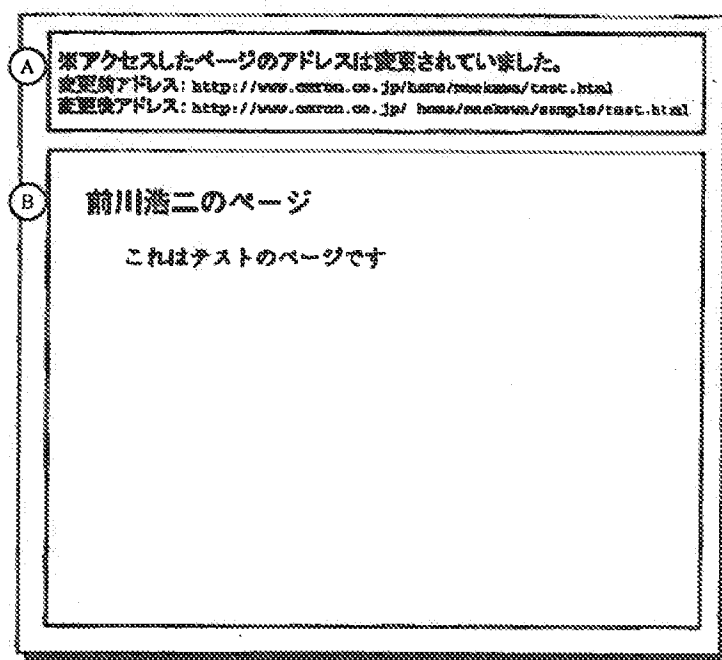 A
※アクセスしたページのアドレスは変更されていました。
変更前アドレス: http://www.omron.co.jp/home/maekawa/test.html
変更後アドレス: http://www.omron.co.jp/ home/maekawa/sample/test.html
B
前川浩二のページ
これはテストのページです